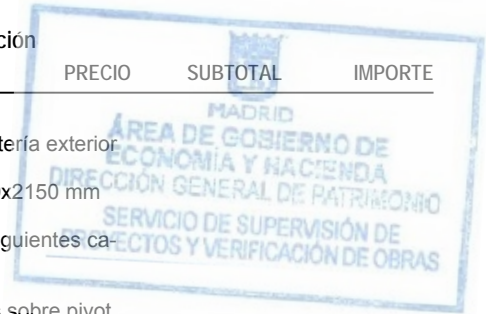 ción
PRECIO SUBTOTAL IMPORTE
MADRID
ÁREA DE GOBIERNO DE
ECONOMÍA Y HACIENDA
DIRECCIÓN GENERAL DE PATRIMONIO
SERVICIO DE SUPERVISIÓN DE
PROYECTOS Y VERIFICACIÓN DE OBRAS
tería exterior
x2150 mm
guientes ca-
sobre pivot